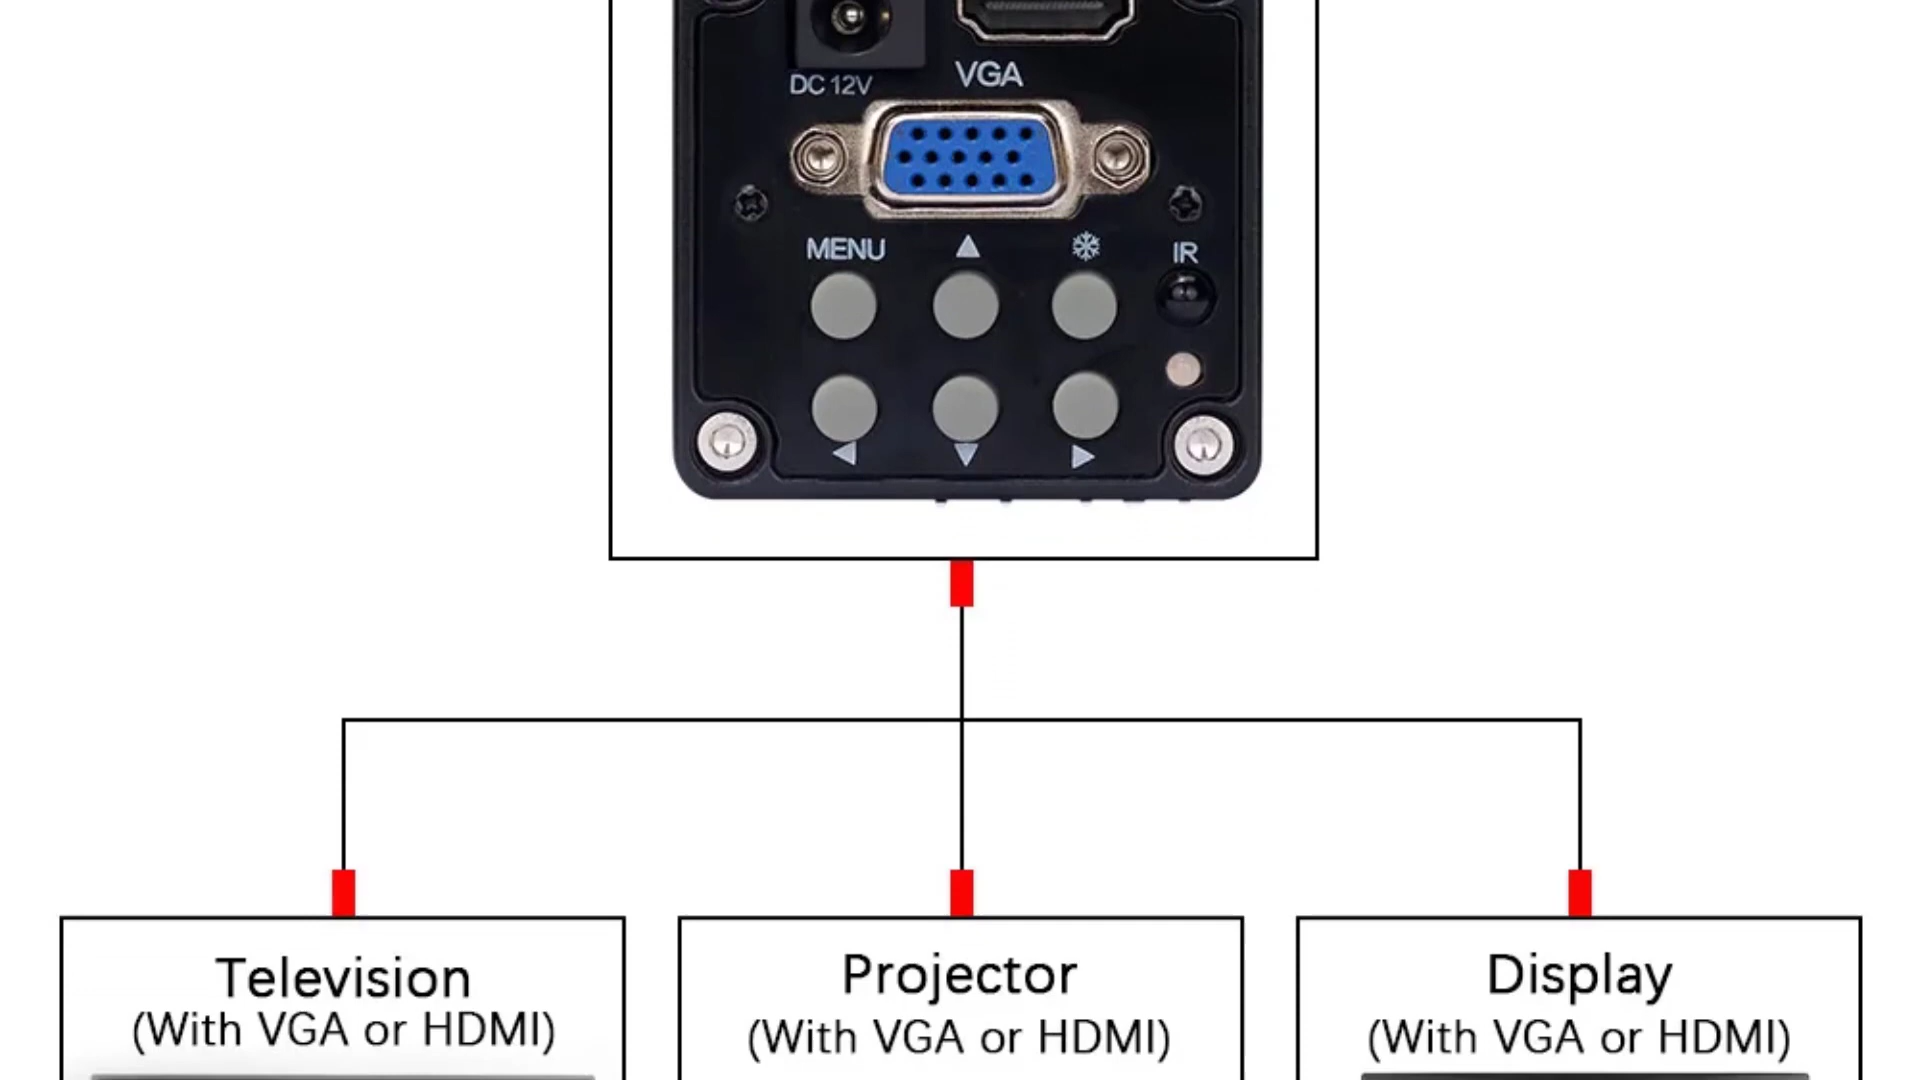 DC 12V
VGA
MENU
IR
Television
(With VGA or HDMI)
Projector
(With VGA or HDMI)
Display
(With VGA or HDMI)